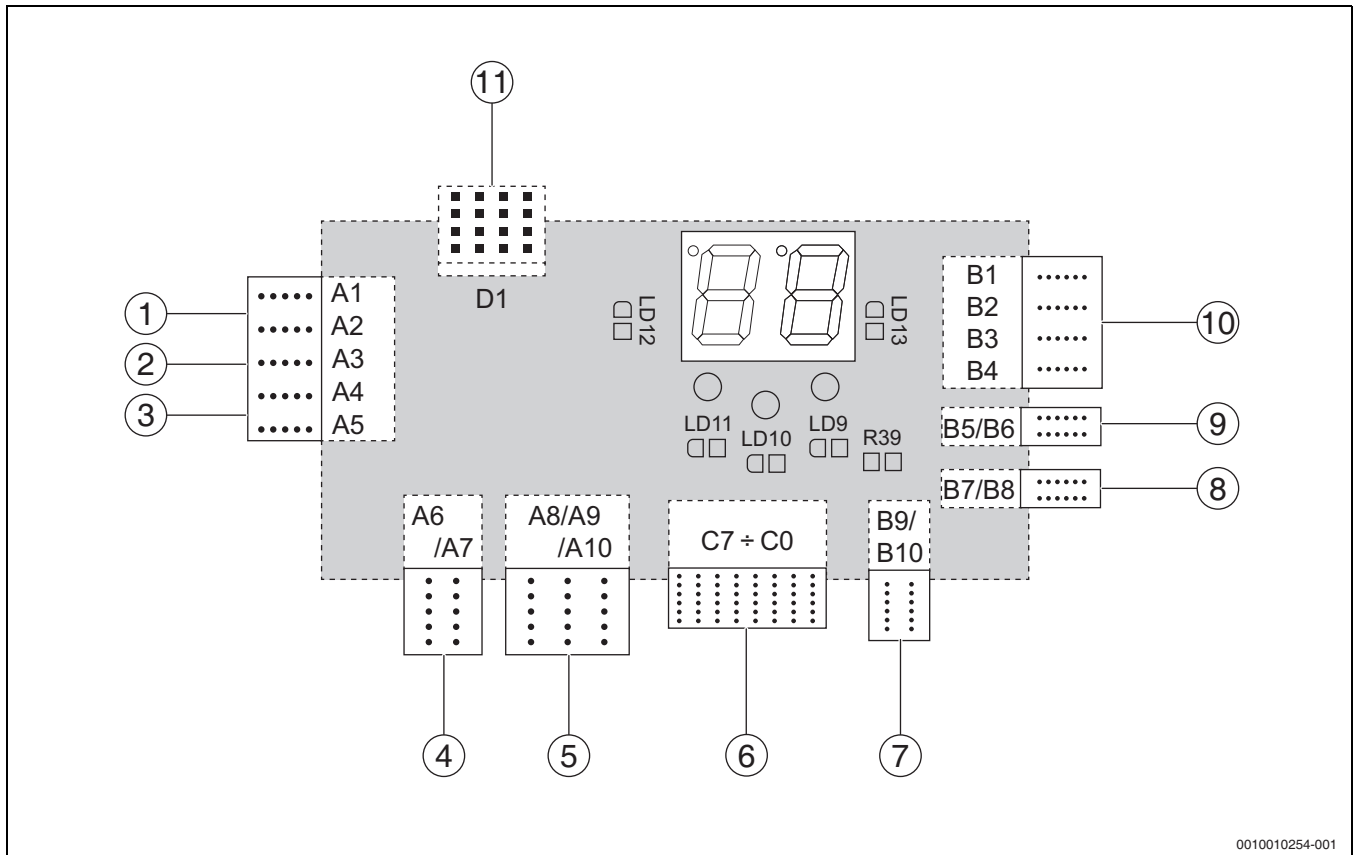 11
D1
LD12
LD13
1
2
3
A1
A2
A3
A4
A5
B1
B2
B3
B4
10
LD11
LD10
LD9
R39
B5/B6
9
B7/B8
8
A6
/A7
A8/A9
/A10
C7 ÷ C0
B9/
B10
4
5
6
7
0010010254-001